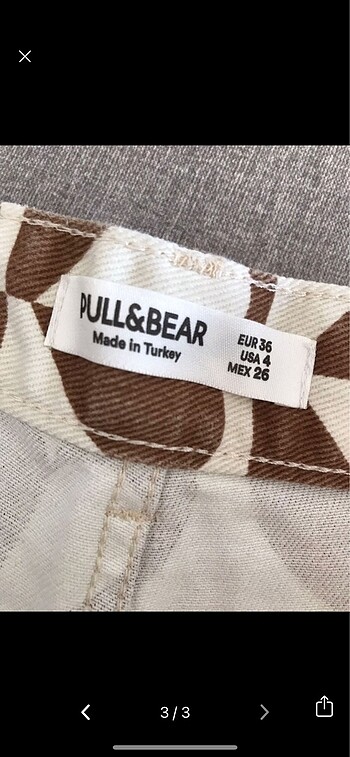 PULL&BEAR
Made in Turkey
EUR 36
USA 4
MEX 26
3/3